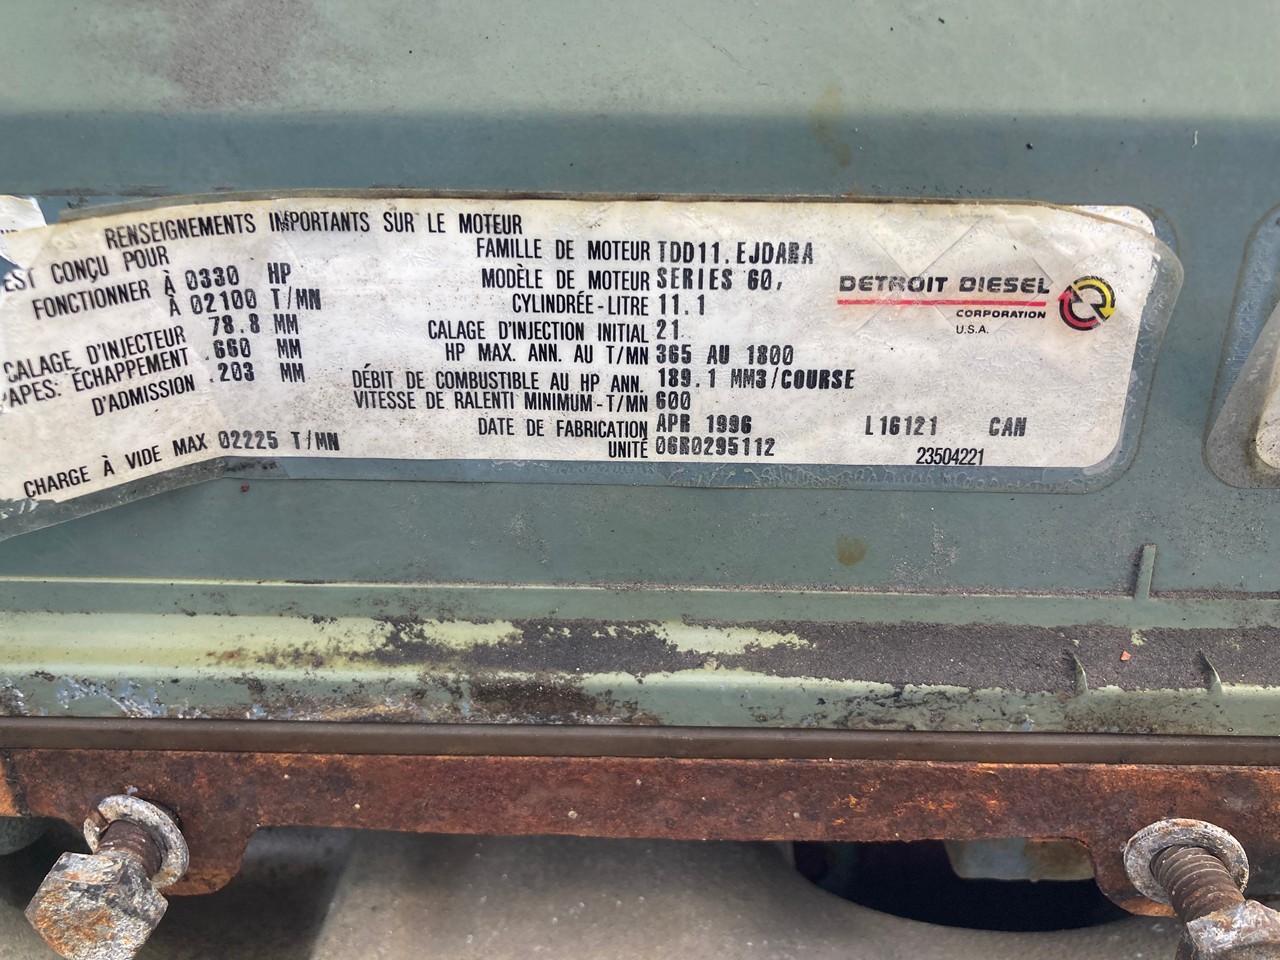 RENSEIGNEMENTS IMPORTANTS SUR LE MOTEUR
EST CONÇU POUR
FONCTIONNER À 0330 HP
À 02100 T/MN
CALAGE D'INJECTEUR 78.8 MM
APES: ÉCHAPPEMENT .660 MM
D'ADMISSION .203 MM
CHARGE À VIDE MAX 02225 T/MN
FAMILLE DE MOTEUR TDD11.EJDARA
MODÈLE DE MOTEUR SERIES 60,
CYLINDRÉE-LITRE 11.1
CALAGE D'INJECTION INITIAL 21
HP MAX. ANN. AU T/MN 365 AU 1800
DÉBIT DE COMBUSTIBLE AU HP ANN. 189.1 MM3/COURSE
VITESSE DE RALENTI MINIMUM-T/MN 600
DATE DE FABRICATION APR 1996
UNITÉ 06R0295112
DETROIT DIESEL
CORPORATION
U.S.A.
L16121 CAN
23504221